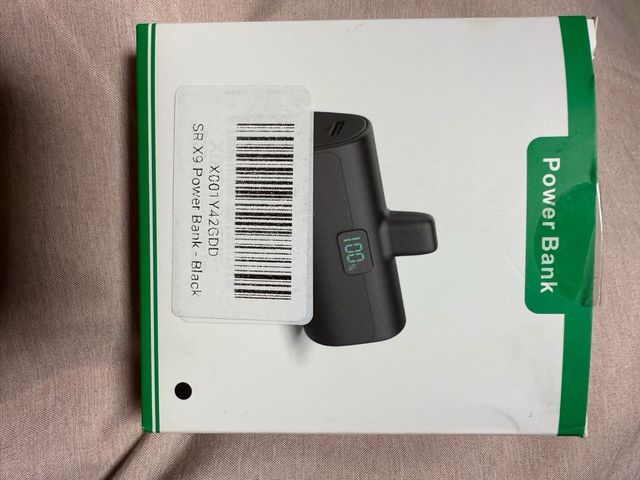 Power Bank
100%
X001Y42GDD
SR X9 Power Bank - Black